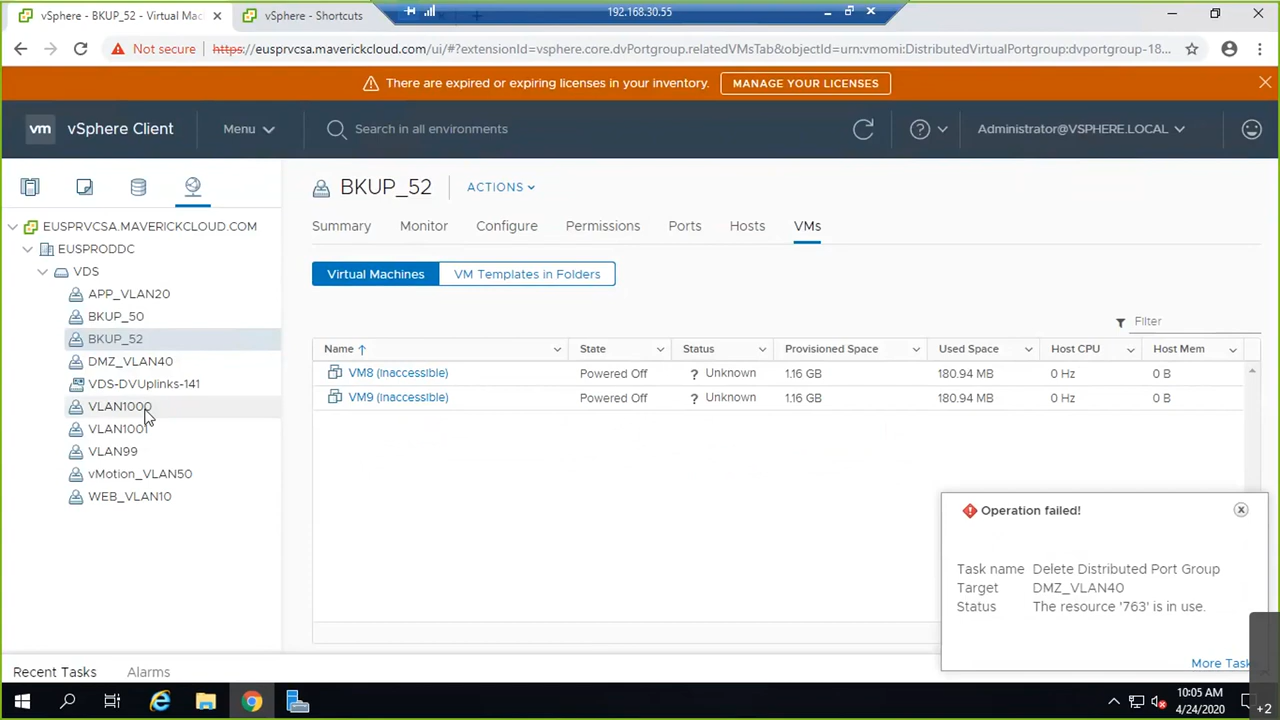 vSphere - BKUP_52 - Virtual Mac
vSphere - Shortcuts
192.168.30.55
Not secure
https://eusprvcsa.maverickcloud.com/ui/#?extensionId=vsphere.core.dvPortgroup.relatedVMsTab&objectId=urn:vmomi:DistributedVirtualPortgroup:dvportgroup-18...
There are expired or expiring licenses in your inventory.
MANAGE YOUR LICENSES
vm vSphere Client
Menu
Search in all environments
Administrator@VSPHERE.LOCAL
BKUP_52
ACTIONS
Summary
Monitor
Configure
Permissions
Ports
Hosts
VMs
EUSPRVCSA.MAVERICKCLOUD.COM
EUSPRODDC
VDS
APP_VLAN20
BKUP_50
BKUP_52
DMZ_VLAN40
VDS-DVUplinks-141
VLAN1000
VLAN1001
VLAN99
vMotion_VLAN50
WEB_VLAN10
Virtual Machines
VM Templates in Folders
Filter
Name State Status Provisioned Space Used Space Host CPU Host Mem
VM8 (Inaccessible) Powered Off ? Unknown 1.16 GB 180.94 MB 0 Hz 0 B
VM9 (Inaccessible) Powered Off ? Unknown 1.16 GB 180.94 MB 0 Hz 0 B
Operation failed!
Task name Delete Distributed Port Group
Target DMZ_VLAN40
Status The resource '763' is in use.
More Task
Recent Tasks
Alarms
10:05 AM
4/24/2020
+2